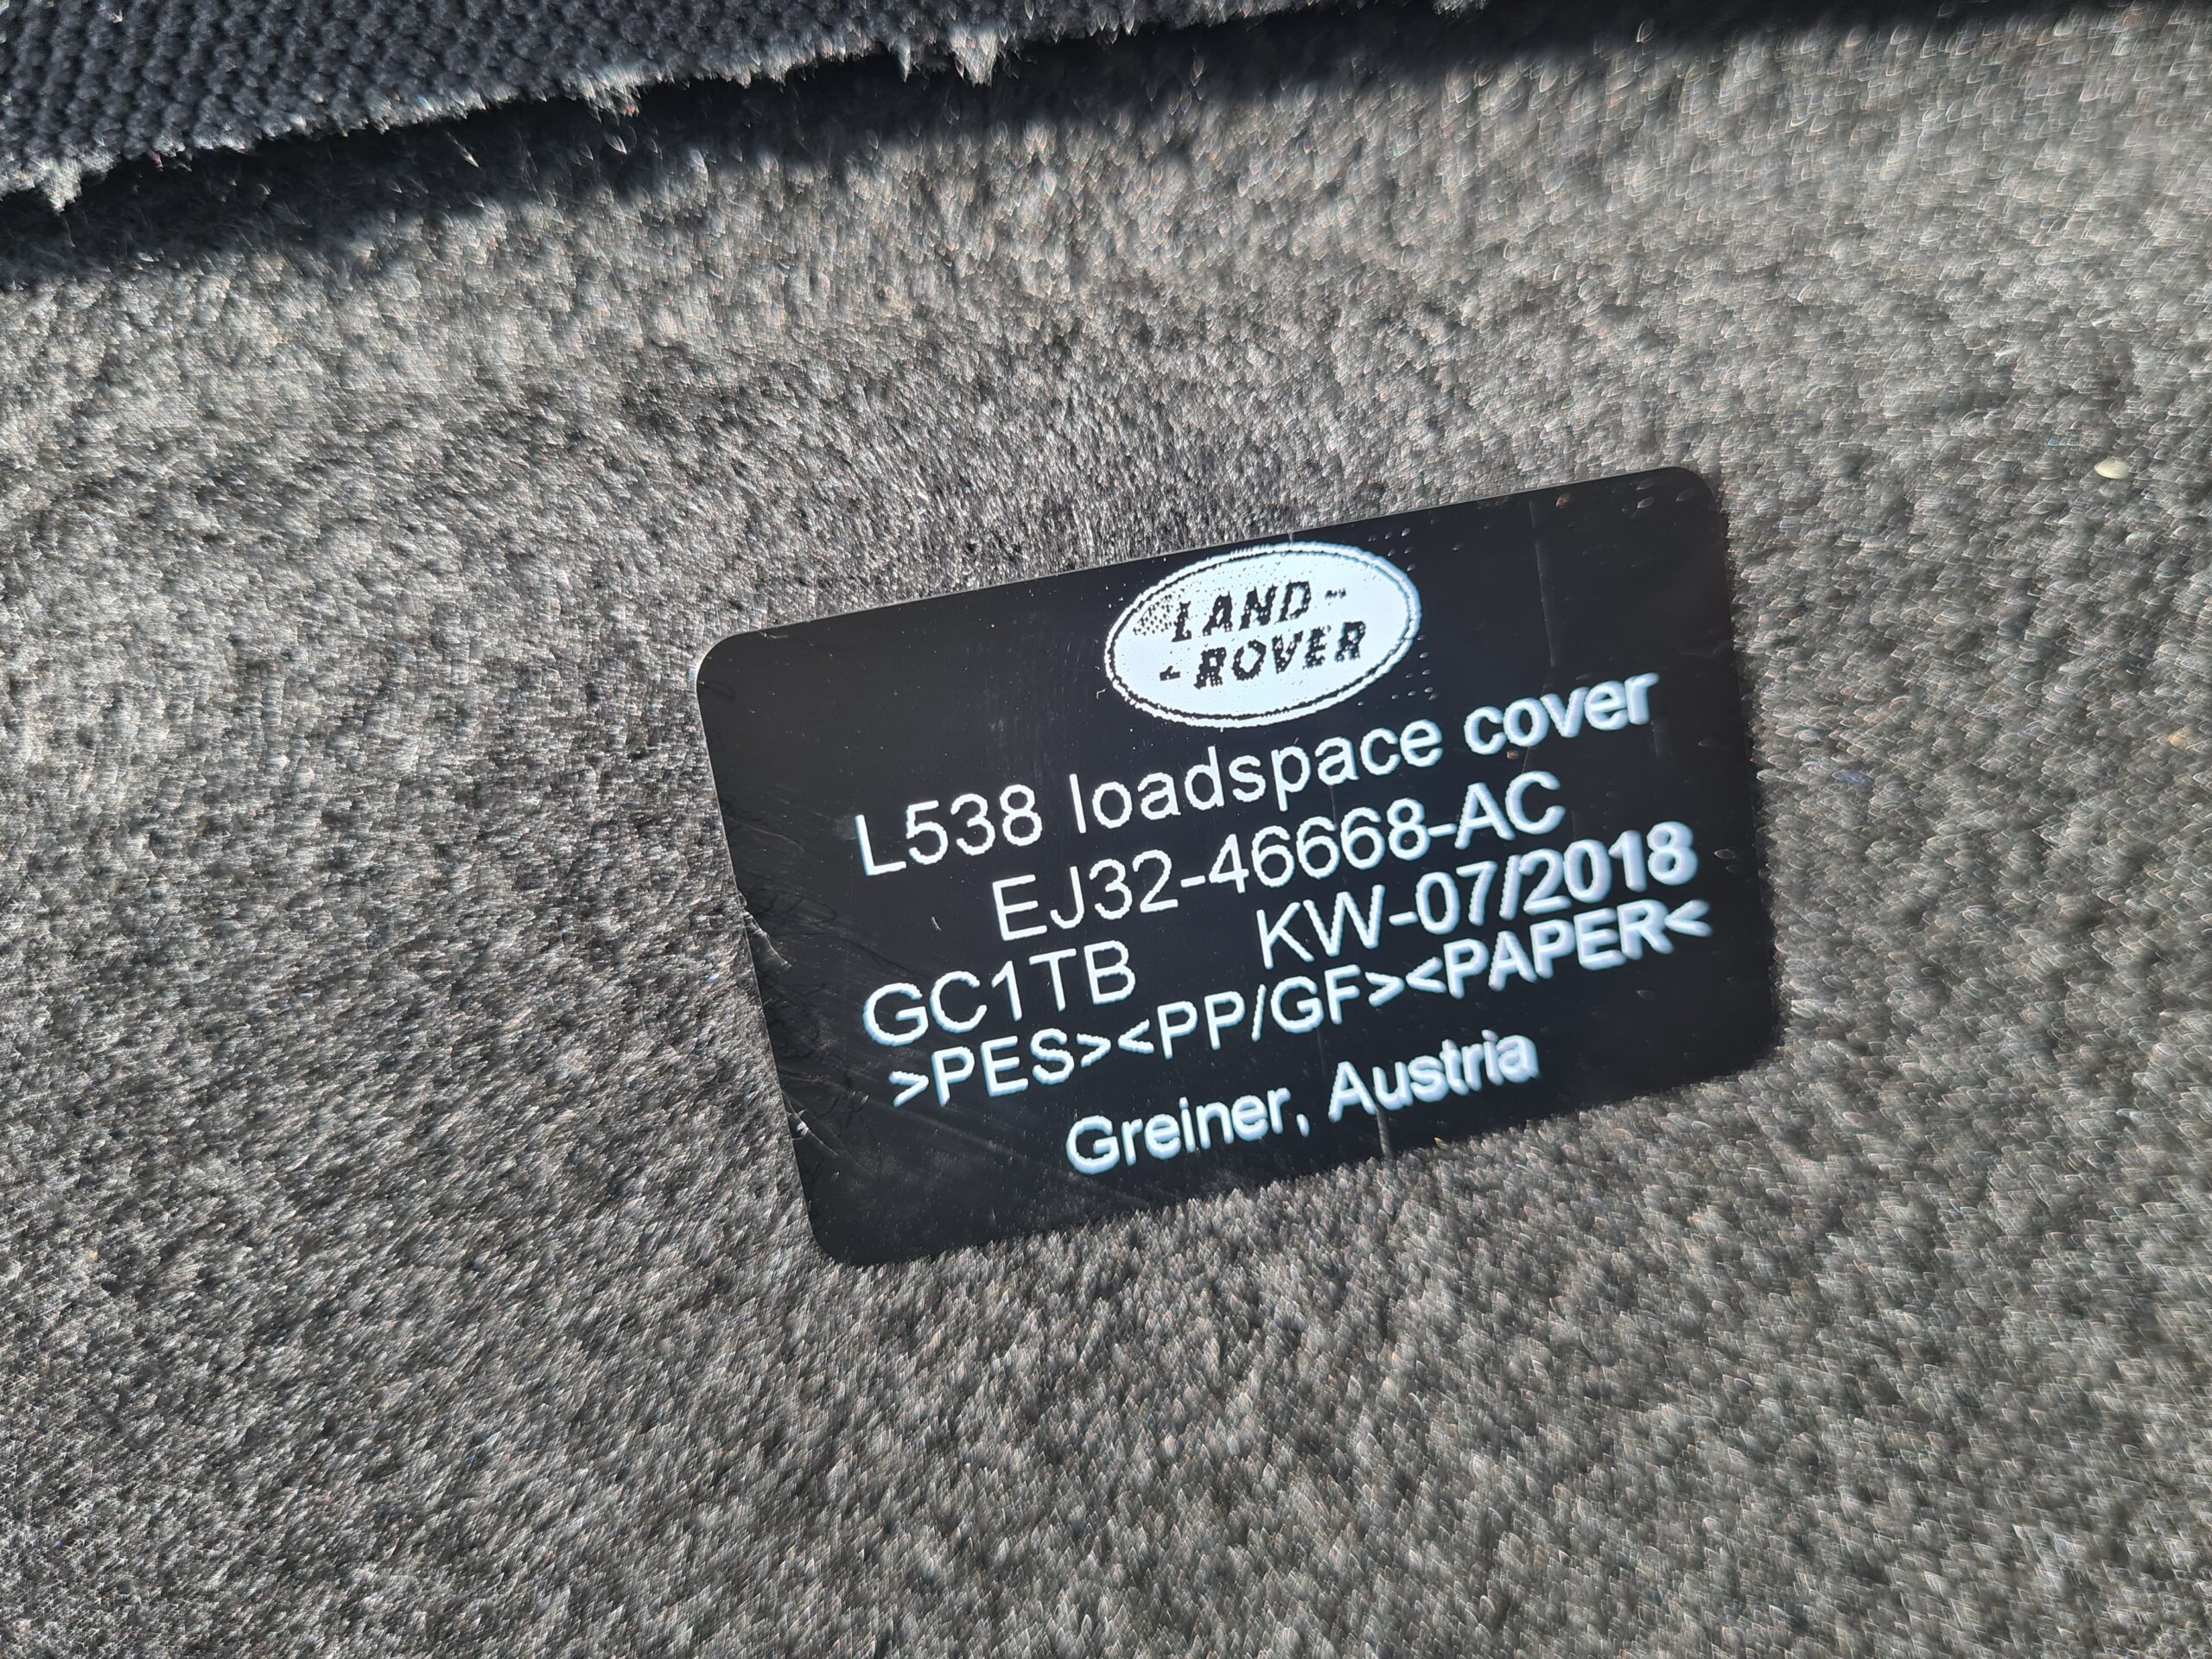 LAND-
-ROVER
L538 loadspace cover
EJ32-46668-AC
GC1TB KW-07/2018
>PES><PP/GF><PAPER<
Greiner, Austria